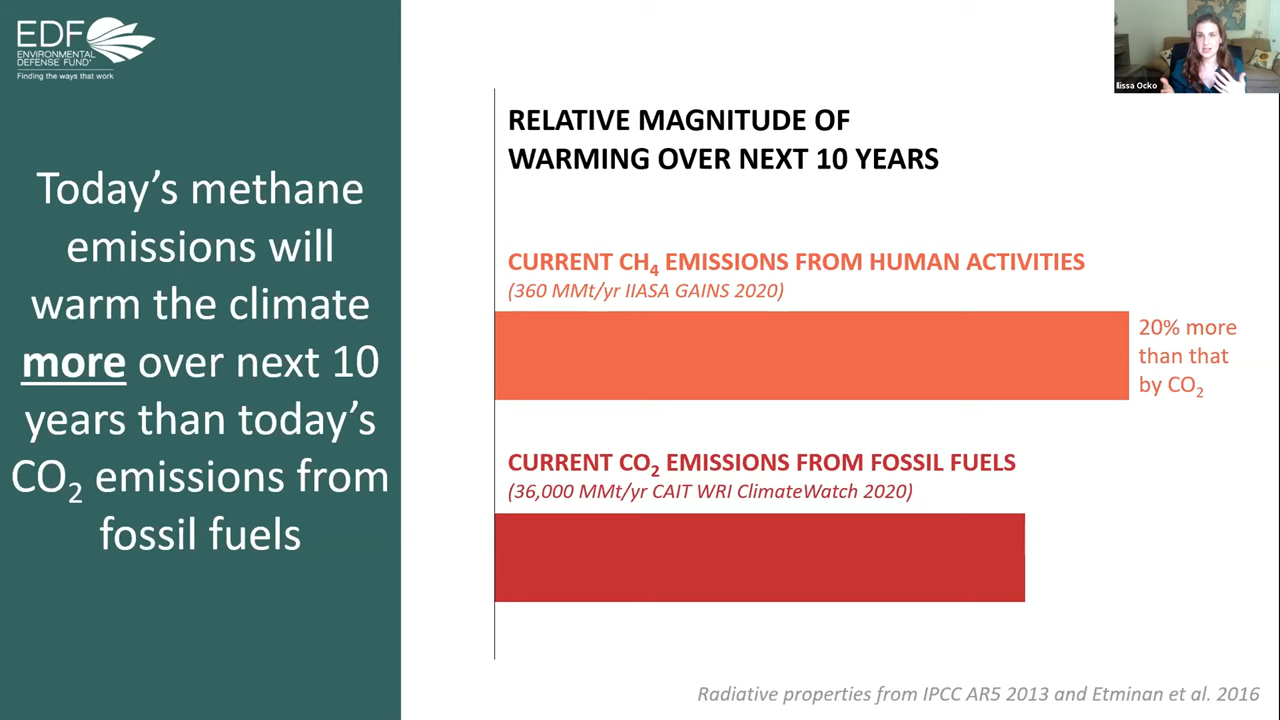 EDF
ENVIRONMENTAL
DEFENSE FUND®
Finding the ways that work
Today's methane
emissions will
warm the climate
more over next 10
years than today's
CO₂ emissions from
fossil fuels
RELATIVE MAGNITUDE OF
WARMING OVER NEXT 10 YEARS
CURRENT CH₄ EMISSIONS FROM HUMAN ACTIVITIES
(360 MMt/yr IIASA GAINS 2020)
20% more
than that
by CO₂
CURRENT CO₂ EMISSIONS FROM FOSSIL FUELS
(36,000 MMt/yr CAIT WRI ClimateWatch 2020)
Radiative properties from IPCC AR5 2013 and Etminan et al. 2016
Ilissa Ocko